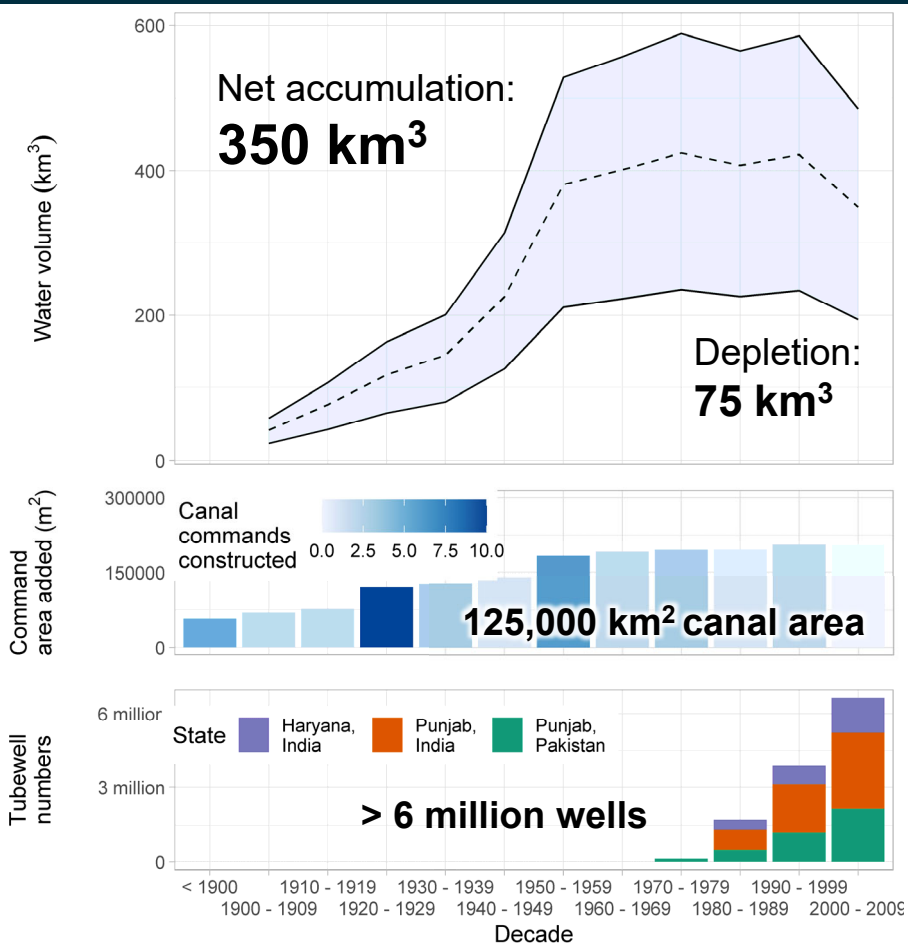 600
Net accumulation:
350 km³
400
Water volume (km³)
200
Depletion:
75 km³
0
300000
Canal
commands
constructed
0.0 2.5 5.0 7.5 10.0
150000
Command
area added (m²)
125,000 km² canal area
0
6 million
State
Haryana,
India
Punjab,
India
Punjab,
Pakistan
3 million
Tubewell
numbers
> 6 million wells
0
< 1900 1910 - 1919 1930 - 1939 1950 - 1959 1970 - 1979 1990 - 1999
1900 - 1909 1920 - 1929 1940 - 1949 1960 - 1969 1980 - 1989 2000 - 2009
Decade